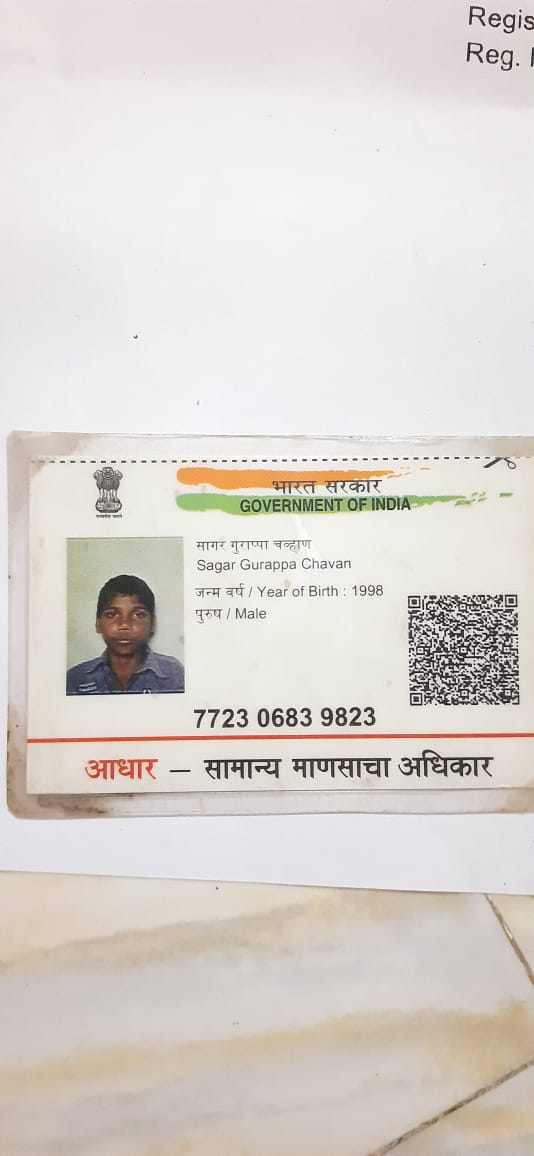 Regis
Reg.
भारत सरकार
GOVERNMENT OF INDIA
सागर गुराप्पा चव्हाण
Sagar Gurappa Chavan
जन्म वर्ष / Year of Birth : 1998
पुरुष / Male
7723 0683 9823
आधार — सामान्य माणसाचा अधिकार